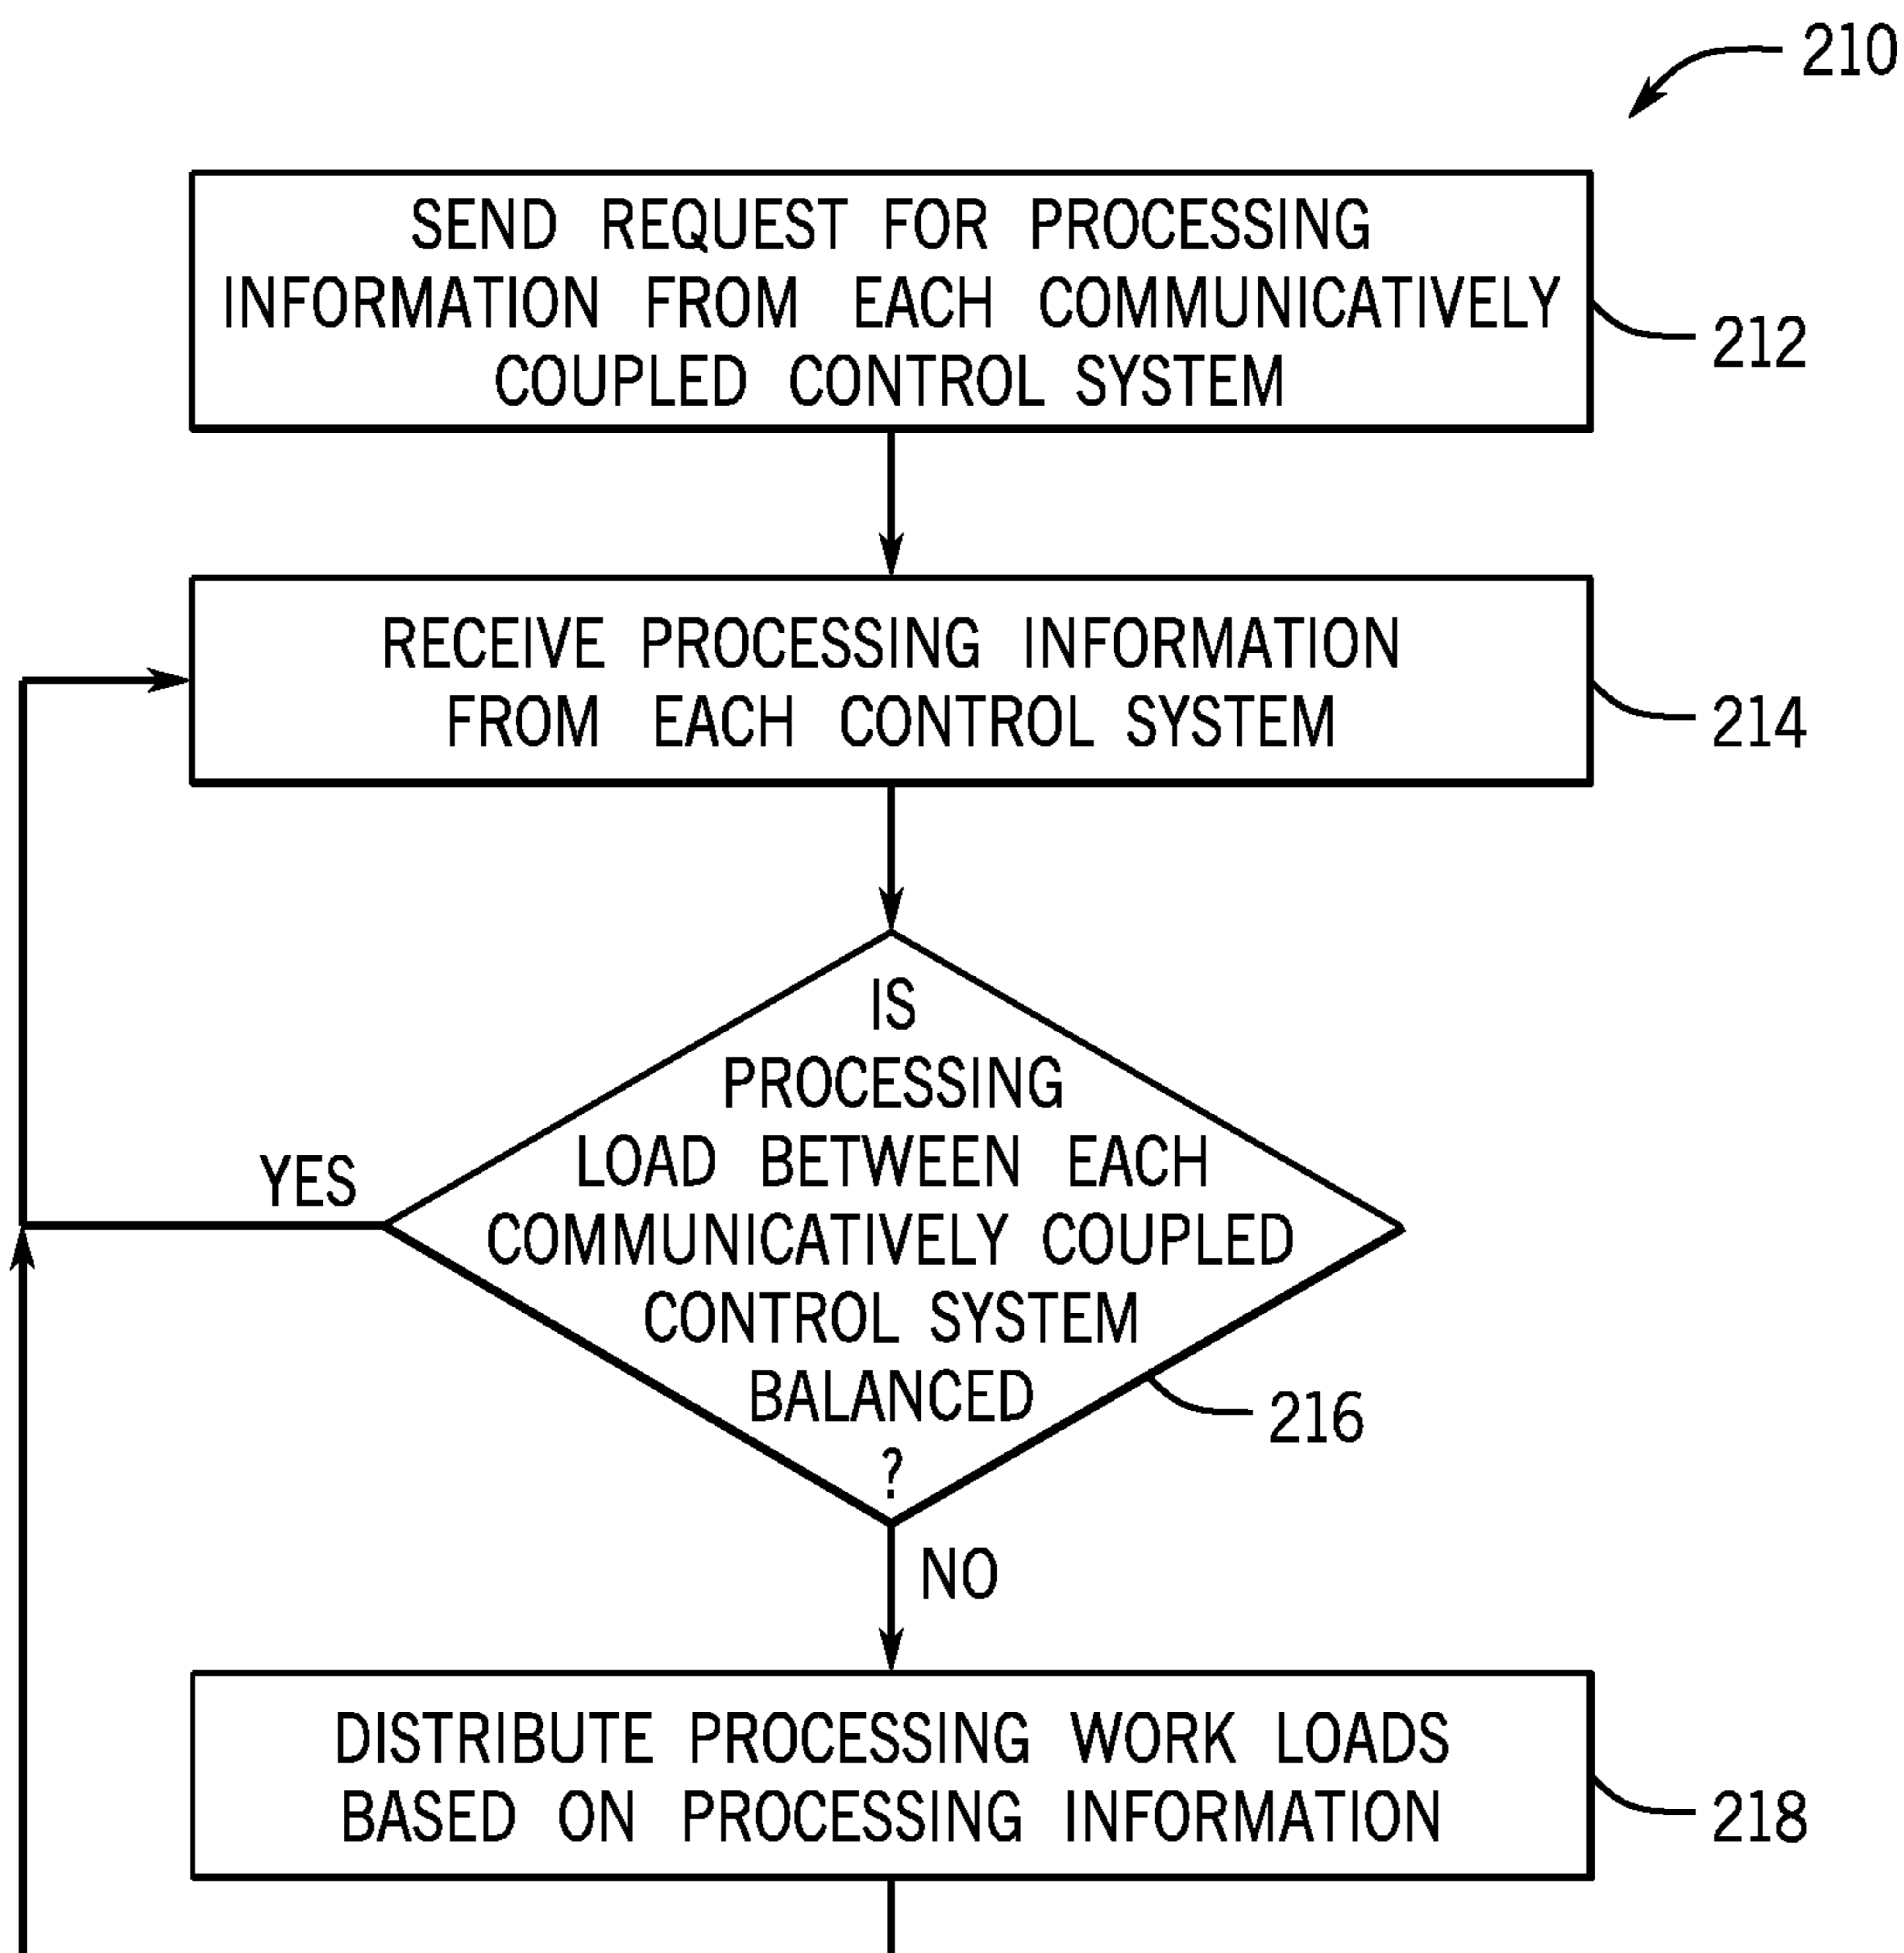 210
SEND REQUEST FOR PROCESSING
INFORMATION FROM EACH COMMUNICATIVELY
COUPLED CONTROL SYSTEM
212
RECEIVE PROCESSING INFORMATION
FROM EACH CONTROL SYSTEM
214
IS
PROCESSING
LOAD BETWEEN EACH
COMMUNICATIVELY COUPLED
CONTROL SYSTEM
BALANCED
?
YES
216
NO
DISTRIBUTE PROCESSING WORK LOADS
BASED ON PROCESSING INFORMATION
218